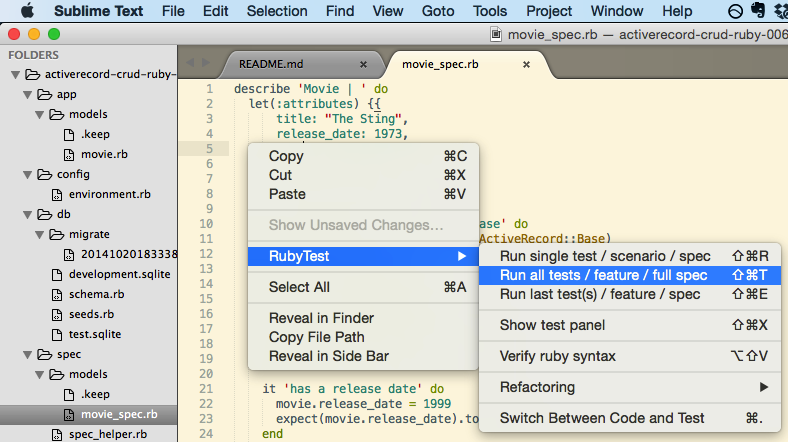 Sublime Text File Edit Selection Find View Goto Tools Project Window Help
movie_spec.rb — activerecord-crud-ruby-006
FOLDERS
activerecord-crud-ruby-
app
models
.keep
movie.rb
config
environment.rb
db
migrate
20141020183338
development.sqlite
schema.rb
seeds.rb
test.sqlite
spec
models
.keep
movie_spec.rb
spec_helper.rb
README.md × movie_spec.rb ×
1 describe 'Movie | ' do
2 let(:attributes) {{
3 title: "The Sting",
4 release_date: 1973,
5
6
7
8
9
10 ase' do
11 ActiveRecord::Base)
12
13
14
15
16
17
18
19
20
21 it 'has a release date' do
22 movie.release_date = 1999
23 expect(movie.release_date).to
24 end
Copy ⌘C
Cut ⌘X
Paste ⌘V
Show Unsaved Changes...
RubyTest ▶
Select All ⌘A
Reveal in Finder
Copy File Path
Reveal in Side Bar
Run single test / scenario / spec ⇧⌘R
Run all tests / feature / full spec ⇧⌘T
Run last test(s) / feature / spec ⇧⌘E
Show test panel ⇧⌘X
Verify ruby syntax ⌥⇧V
Refactoring ▶
Switch Between Code and Test ⌘.